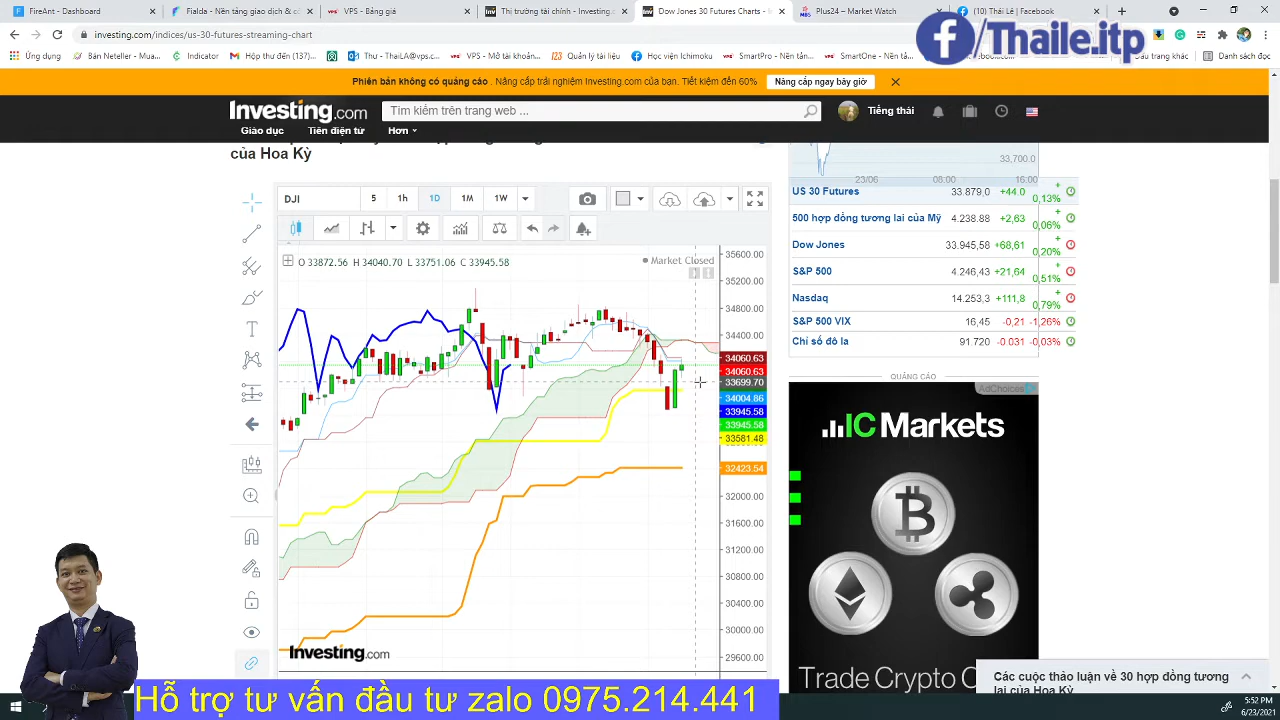 FireAnt - Dashboard
Fialda - Nền tảng giao dịch &
VPS - Bảng giá
Thị trường tài chính - Investing.
Dow Jones 30 Futures Chart - In
Plus24 – Market Watch
(1) Facebook
investing.com/indices/us-30-futures-streaming-chart
f/Thaile.itp
Ứng dụng
Bán Neteller – Mua
Hộp thư đến (137)
Thu - ThaiLA@vps.c
Quản lý tài liệu
Học viện Ichimoku
SmartPro - Nền tản
SmartOne - Nền tả
Danh sách đọc
Phiên bản không có quảng cáo . Nâng cấp trải nghiệm Investing.com của bạn. Tiết kiệm đến 60%
Nâng cấp ngay bây giờ
Investing.com
Tìm kiếm trên trang web ...
Tiếng thái
Giáo dục
Tiền điện tử
Hơn
của Hoa Kỳ
DJI
5
1h
1D
1M
1W
O 33872.56 H 34040.70 L 33751.06 C 33945.58
Market Closed
35600.00
35200.00
34800.00
34400.00
34060.63
34060.63
33699.70
34004.86
33945.58
33945.58
33581.48
32423.54
32000.00
31600.00
31200.00
30800.00
30400.00
30000.00
29600.00
Investing.com
33,700.0
23/06
08:00
16:00
US 30 Futures 33.879,0 +44.0 + 0,13%
500 hợp đồng tương lai của Mỹ 4.238.88 +2,63 + 0,06%
Dow Jones 33.945,58 +68,61 + 0,20%
S&P 500 4.246,43 +21,64 + 0,51%
Nasdaq 14.253,3 +111,8 + 0,79%
S&P 500 VIX 16,45 -0,21 -1,26%
Chỉ số đô la 91.720 -0.031 -0,03%
QUẢNG CÁO
AdChoices
IC Markets
Trade Crypto C
Các cuộc thảo luận về 30 hợp đồng tương
lai của Hoa Kỳ
Hỗ trợ tư vấn đầu tư zalo 0975.214.441
5:52 PM
6/23/2021